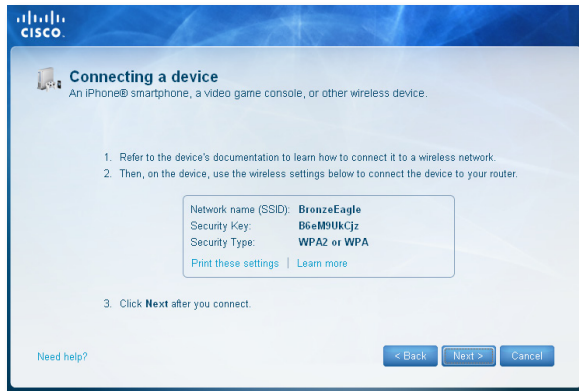 CISCO.
Connecting a device
An iPhone® smartphone, a video game console, or other wireless device.
1. Refer to the device's documentation to learn how to connect it to a wireless network.
2. Then, on the device, use the wireless settings below to connect the device to your router.
Network name (SSID): BronzeEagle
Security Key: B6eM9UkCjz
Security Type: WPA2 or WPA
Print these settings | Learn more
3. Click Next after you connect.
Need help? < Back Next > Cancel